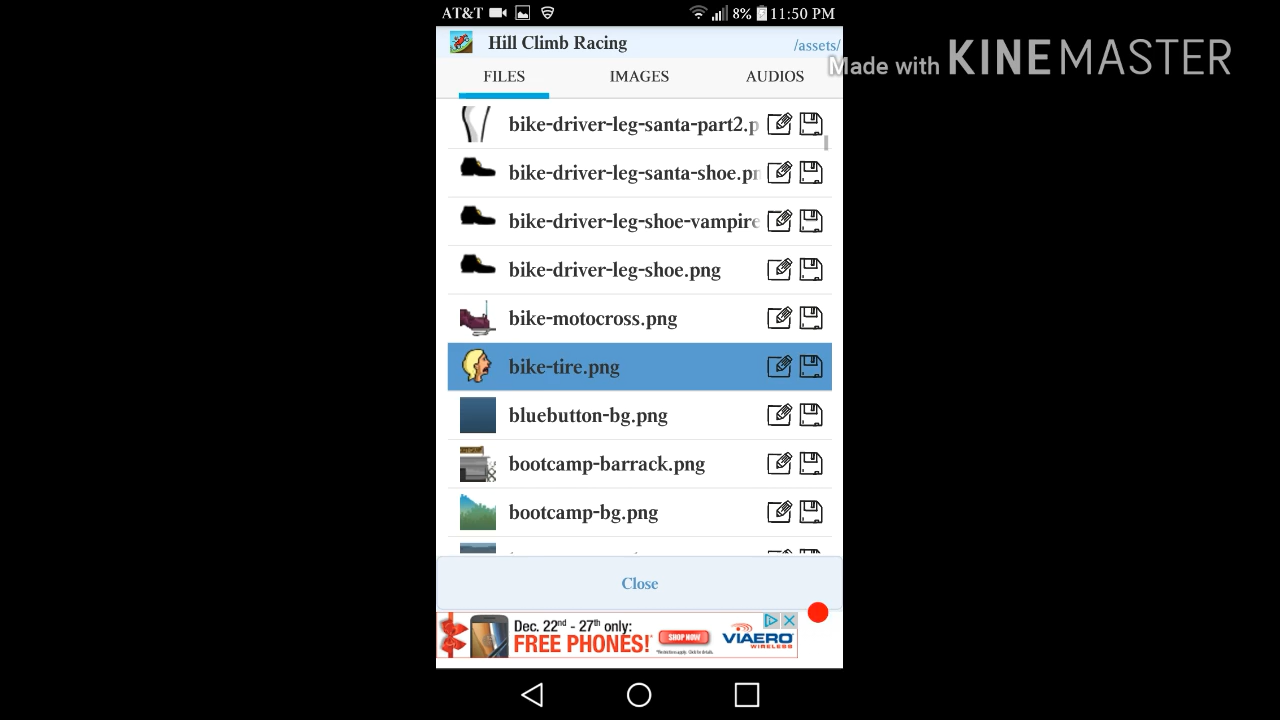 AT&T 8% 11:50 PM
Hill Climb Racing /assets/
Made with KINEMASTER
FILES IMAGES AUDIOS
bike-driver-leg-santa-part2.p
bike-driver-leg-santa-shoe.pn
bike-driver-leg-shoe-vampire
bike-driver-leg-shoe.png
bike-motocross.png
bike-tire.png
bluebutton-bg.png
bootcamp-barrack.png
bootcamp-bg.png
Close
Dec. 22nd - 27th only:
FREE PHONES!*
SHOP NOW
VIAERO
WIRELESS